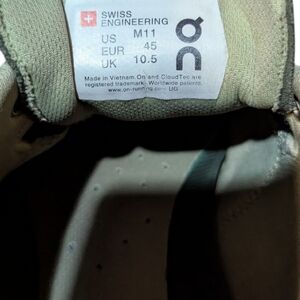 SWISS
ENGINEERING
US M11
EUR 45
UK 10.5
Made in Vietnam On and CloudTec are
registered trademark- Worldwide patents.
www.on-running.com UG